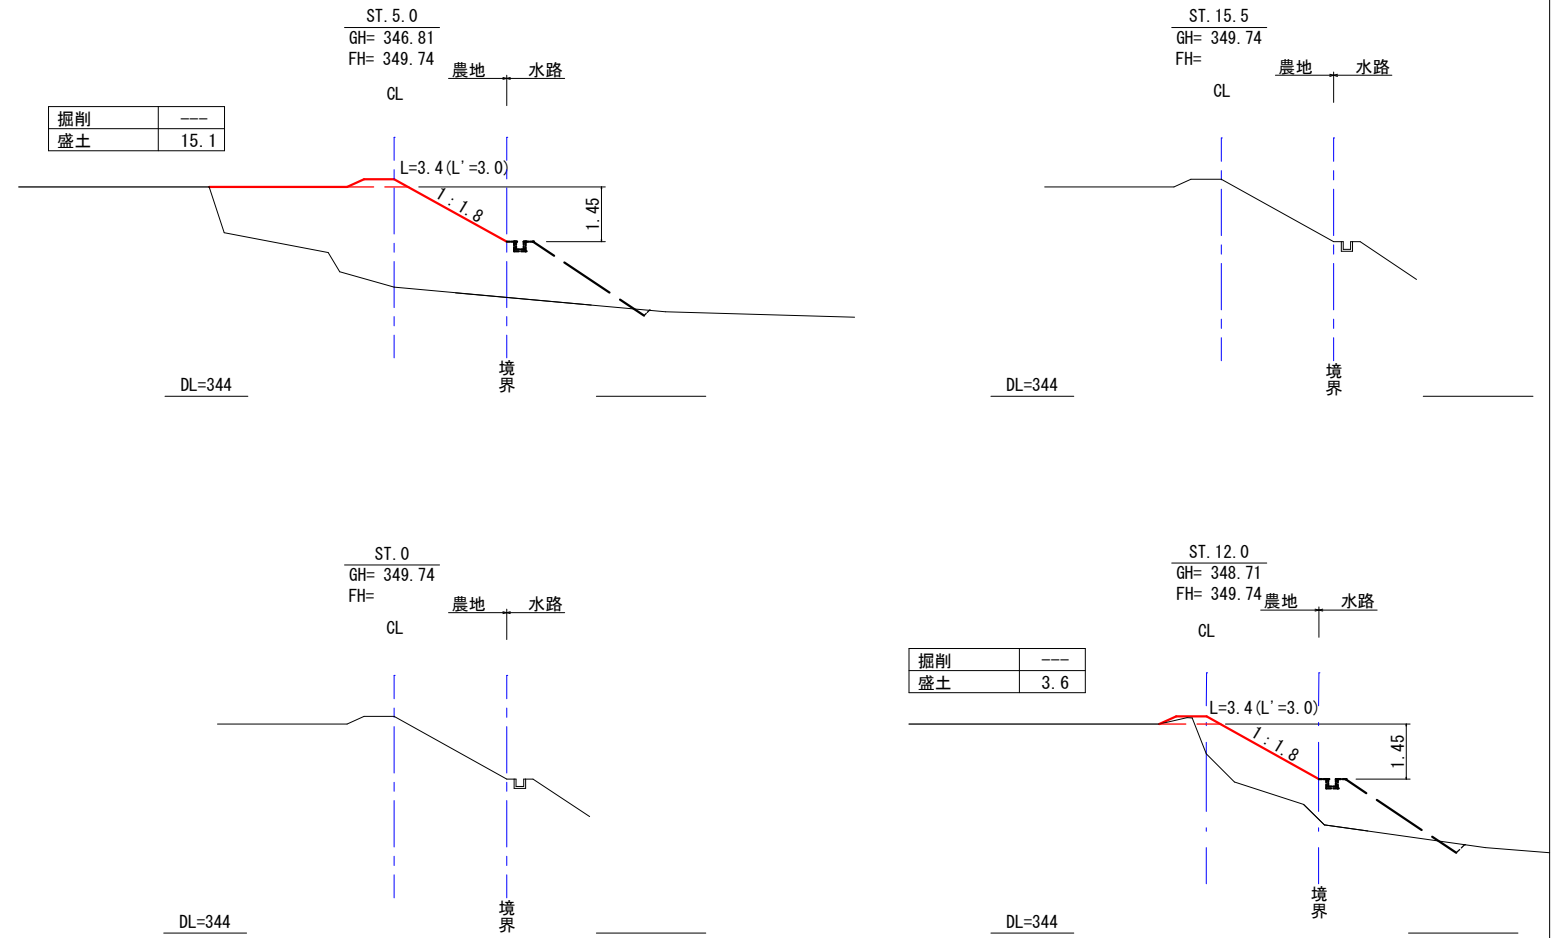 ST.5.0
GH= 346.81
FH= 349.74
農地 水路
CL
掘削 ---
盛土 15.1
L=3.4(L'=3.0)
1:1.8
1.45
境界
DL=344
ST.15.5
GH= 349.74
FH=
農地 水路
CL
境界
DL=344
ST.0
GH= 349.74
FH=
農地 水路
CL
境界
DL=344
ST.12.0
GH= 348.71
FH= 349.74
農地 水路
CL
掘削 ---
盛土 3.6
L=3.4(L'=3.0)
1:1.8
1.45
境界
DL=344